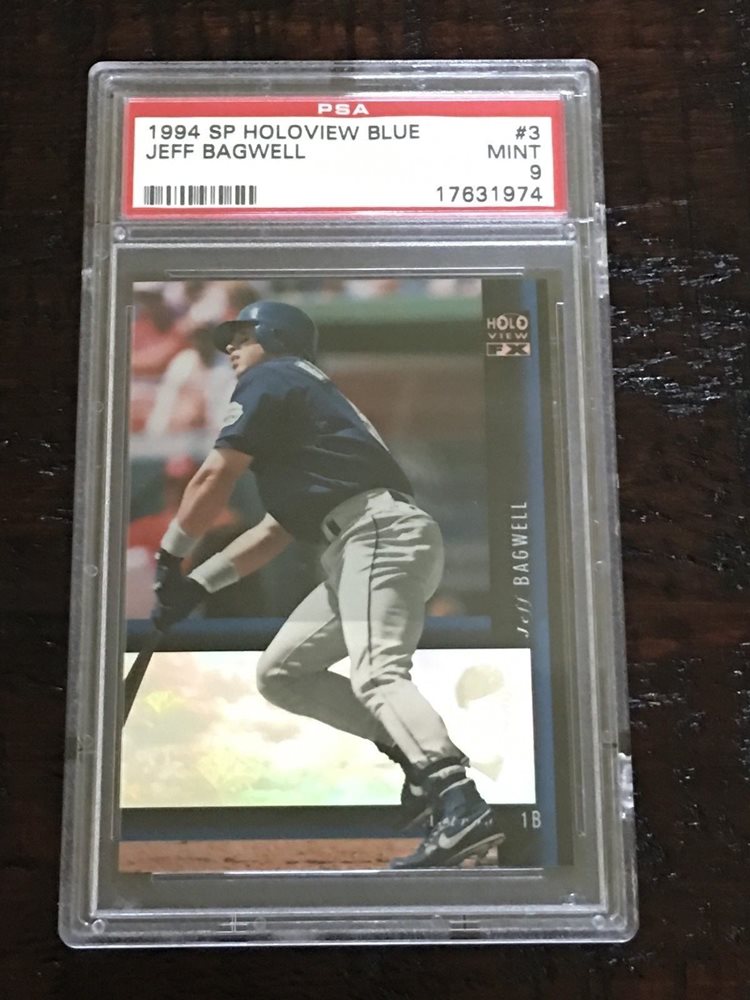 PSA
1994 SP HOLOVIEW BLUE #3
JEFF BAGWELL MINT
9
17631974
HOLO
VIEW
FX
Jeff BAGWELL
1B